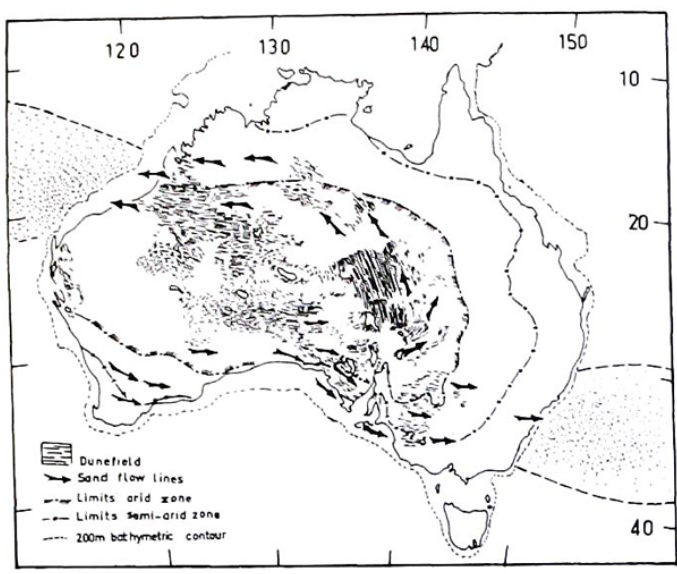 120 130 140 150
10
20
40
Dunefield
Sand flow lines
Limits arid zone
Limits semi-arid zone
200m bathymetric contour